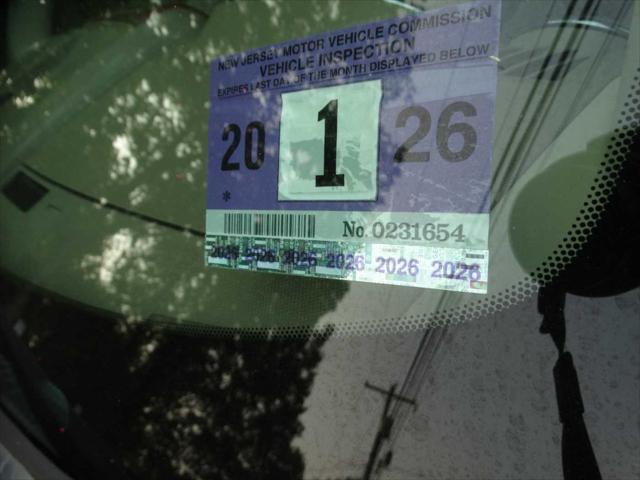 NEW JERSEY MOTOR VEHICLE COMMISSION
VEHICLE INSPECTION
EXPIRES LAST DAY OF THE MONTH DISPLAYED BELOW
20 1 26
*
No. 0231654
2026 2026 2026 2026 2026 2026